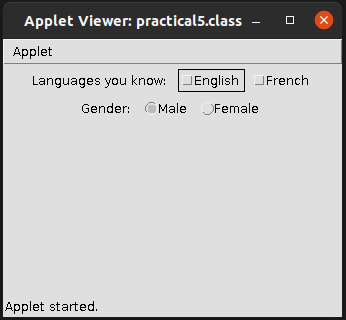 Applet Viewer: practical5.class
Applet
Languages you know: English French
Gender: Male Female
Applet started.